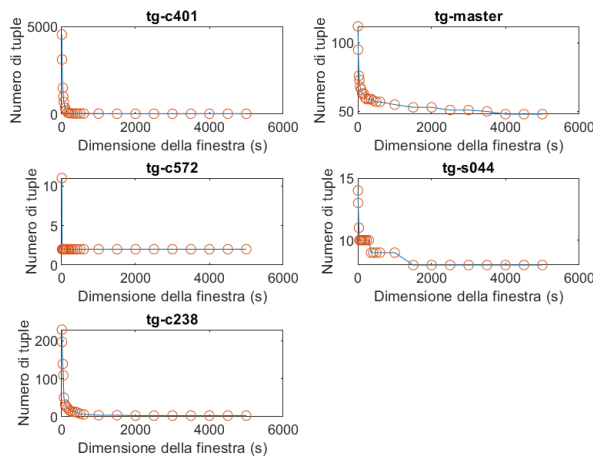 tg-c401
Numero di tuple
5000
0
0 2000 4000 6000
Dimensione della finestra (s)
tg-master
Numero di tuple
100
50
0 2000 4000 6000
Dimensione della finestra (s)
tg-c572
Numero di tuple
10
5
0
0 2000 4000 6000
Dimensione della finestra (s)
tg-s044
Numero di tuple
15
10
0 2000 4000 6000
Dimensione della finestra (s)
tg-c238
Numero di tuple
200
100
0
0 2000 4000 6000
Dimensione della finestra (s)